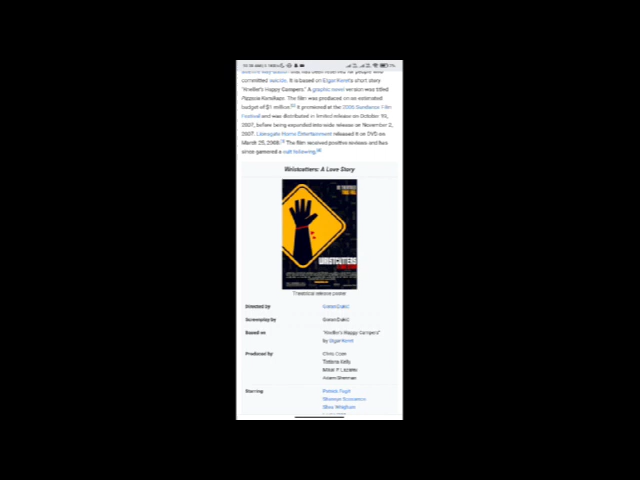 committed suicide. It is based on Etgar Keret's short story
"Kneller's Happy Campers." A graphic novel version was titled
Pizzeria Kamikaze. The film was produced on an estimated
budget of $1 million. It premiered at the 2006 Sundance Film
Festival and was distributed in limited release on October 19,
2007, before being expanded into wide release on November 2,
2007. Lionsgate Home Entertainment released it on DVD on
March 25, 2008. The film received positive reviews and has
since garnered a cult following.
Wristcutters: A Love Story
WRISTCUTTERS
Theatrical release poster
Directed by Goran Dukić
Screenplay by Goran Dukić
Based on "Kneller's Happy Campers"
by Etgar Keret
Produced by Chris Coen
Tatiana Kelly
Mikal P. Lazarev
Adam Sherman
Starring Patrick Fugit
Shannyn Sossamon
Shea Whigham